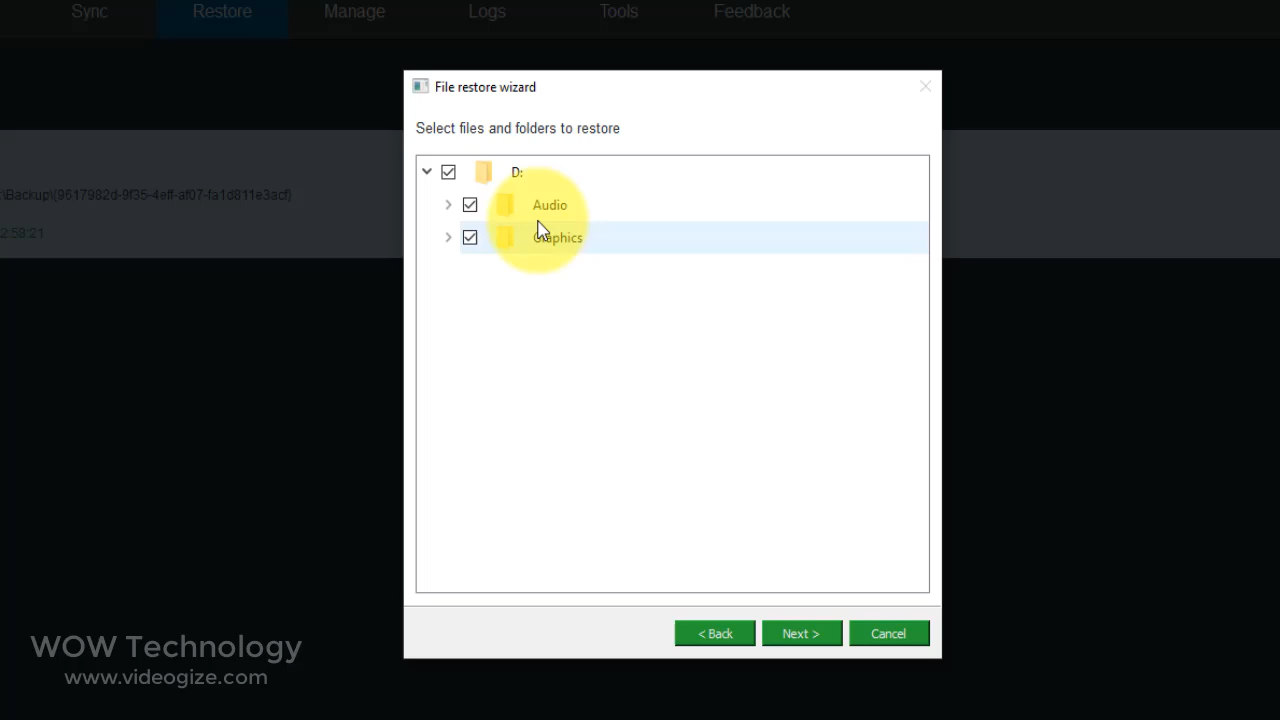 Sync Restore Manage Logs Tools Feedback
File restore wizard
Select files and folders to restore
D:
:\Backup\(9617982d-9f35-4eff-af07-fa1d811e3acf)
Audio
2:59:21
Graphics
< Back Next > Cancel
WOW Technology
www.videogize.com